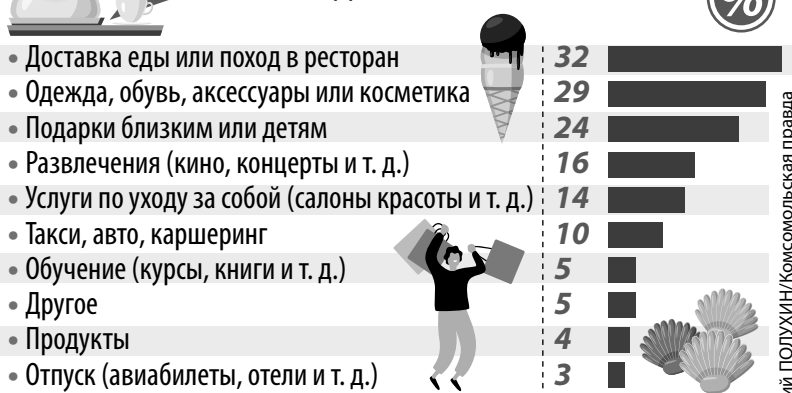 %
• Доставка еды или поход в ресторан 32
• Одежда, обувь, аксессуары или косметика 29
• Подарки близким или детям 24
• Развлечения (кино, концерты и т. д.) 16
• Услуги по уходу за собой (салоны красоты и т. д.) 14
• Такси, авто, каршеринг 10
• Обучение (курсы, книги и т. д.) 5
• Другое 5
• Продукты 4
• Отпуск (авиабилеты, отели и т. д.) 3
ПОЛУХИН/Комсомольская правда